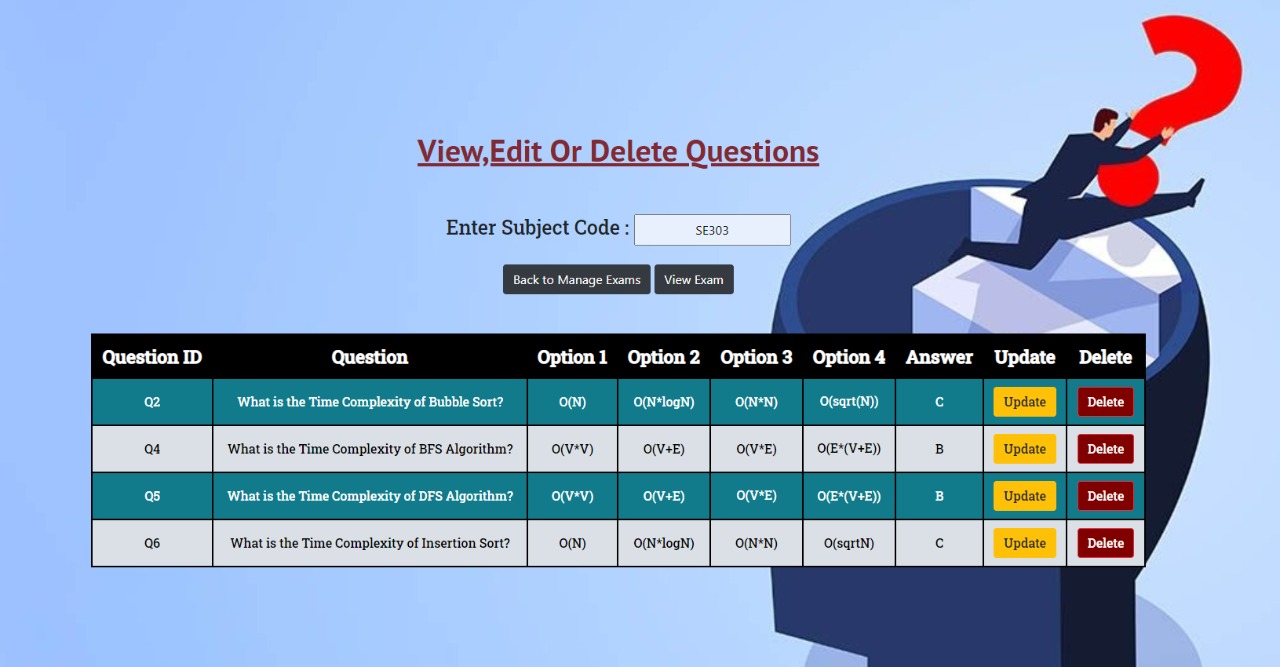 View,Edit Or Delete Questions
Enter Subject Code : SE303
Back to Manage Exams View Exam
Question ID Question Option 1 Option 2 Option 3 Option 4 Answer Update Delete
Q2 What is the Time Complexity of Bubble Sort? O(N) O(N*logN) O(N*N) O(sqrt(N)) C Update Delete
Q4 What is the Time Complexity of BFS Algorithm? O(V*V) O(V+E) O(V*E) O(E*(V+E)) B Update Delete
Q5 What is the Time Complexity of DFS Algorithm? O(V*V) O(V+E) O(V*E) O(E*(V+E)) B Update Delete
Q6 What is the Time Complexity of Insertion Sort? O(N) O(N*logN) O(N*N) O(sqrtN) C Update Delete